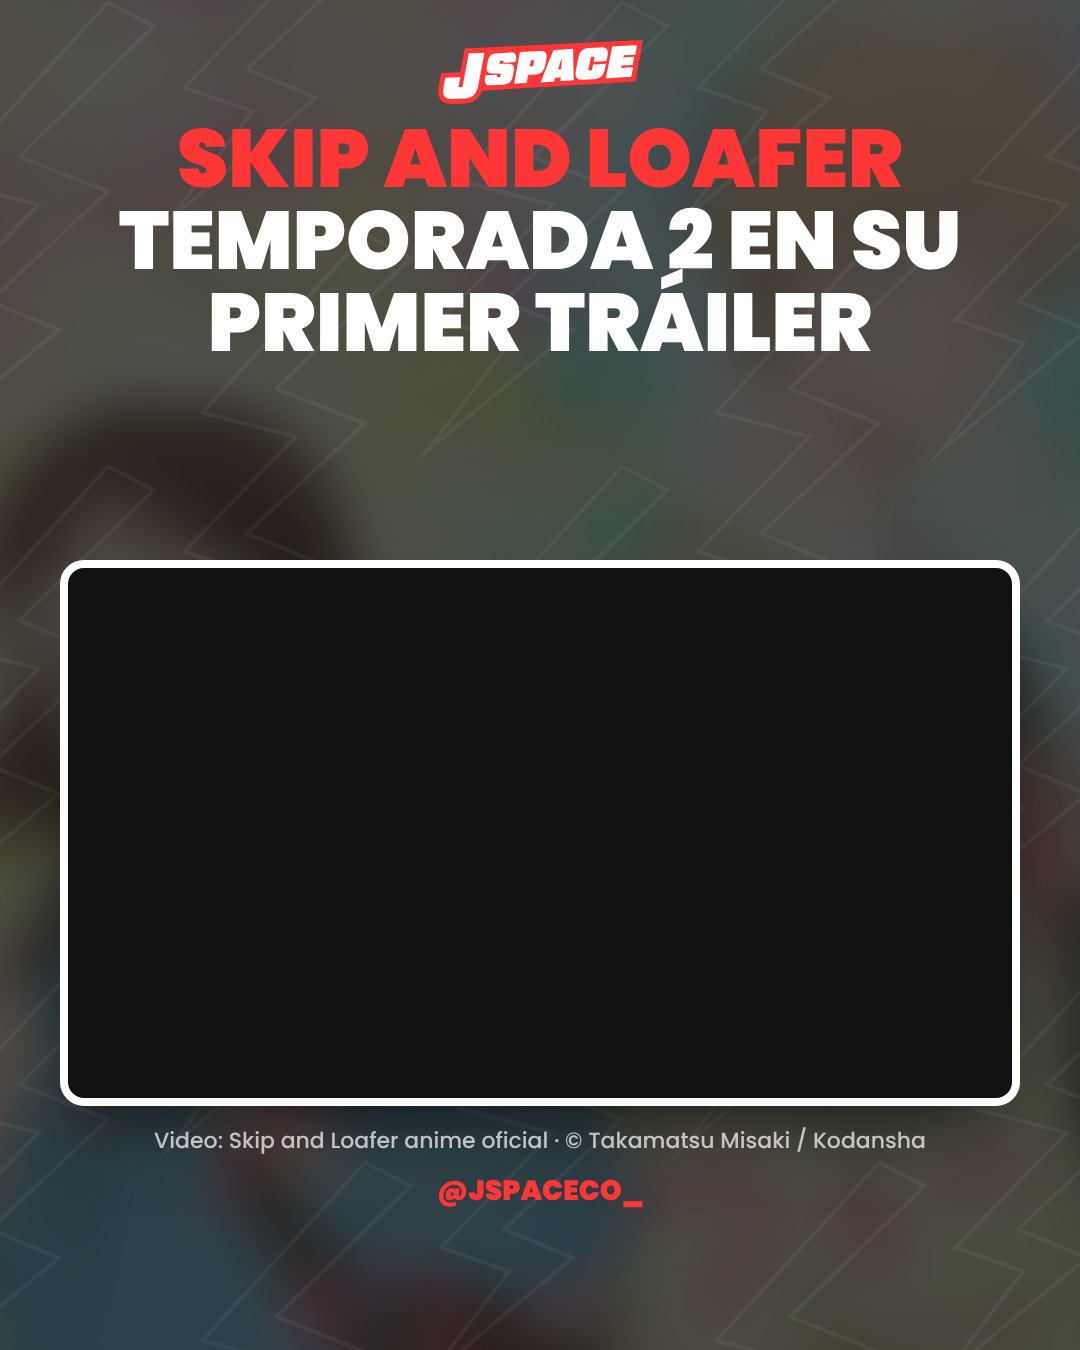 JSPACE
SKIP AND LOAFER
TEMPORADA 2 EN SU
PRIMER TRÁILER
Video: Skip and Loafer anime oficial · © Takamatsu Misaki / Kodansha
@JSPACECO_